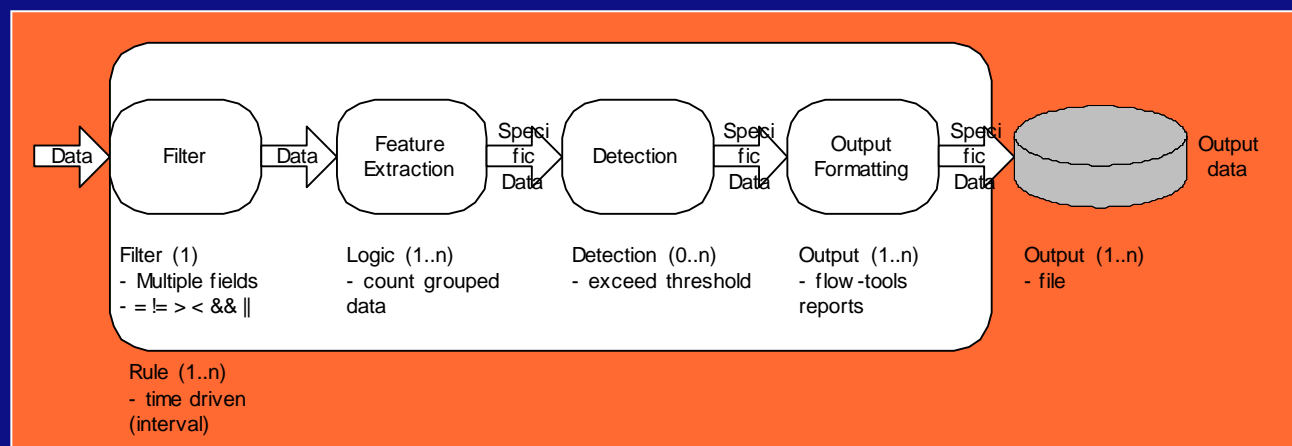 Data
Filter
Data
Feature
Extraction
Speci
fic
Data
Detection
Speci
fic
Data
Output
Formatting
Speci
fic
Data
Output
data
Filter (1)
- Multiple fields
- = != > < && ||
Logic (1..n)
- count grouped
data
Detection (0..n)
- exceed threshold
Output (1..n)
- flow-tools
reports
Output (1..n)
- file
Rule (1..n)
- time driven
(interval)